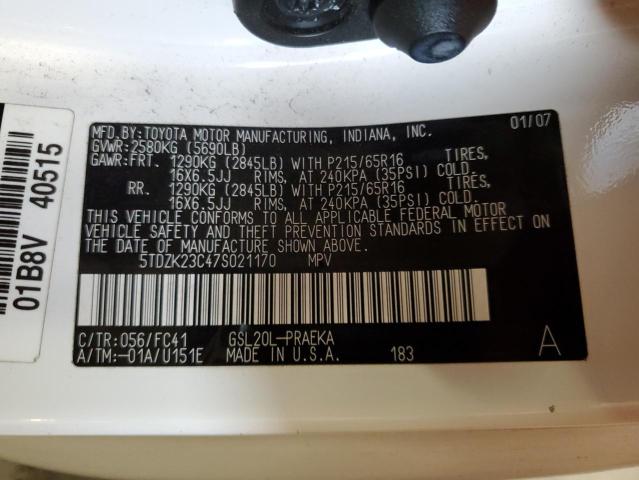 MFD.BY:TOYOTA MOTOR MANUFACTURING, INDIANA, INC. 01/07
GVWR:2580KG (5690LB)
GAWR:FRT. 1290KG (2845LB) WITH P215/65R16 TIRES,
16X6.5JJ RIMS, AT 240KPA (35PSI) COLD.
RR. 1290KG (2845LB) WITH P215/65R16 TIRES,
16X6.5JJ RIMS, AT 240KPA (35PSI) COLD.
THIS VEHICLE CONFORMS TO ALL APPLICABLE FEDERAL MOTOR
VEHICLE SAFETY AND THEFT PREVENTION STANDARDS IN EFFECT ON
THE DATE OF MANUFACTURE SHOWN ABOVE.
5TDZK23C47S021170 MPV
C/TR:056/FC41 GSL20L-PRAEKA
A/TM:-01A/U151E MADE IN U.S.A. 183 A
01B8V 40515